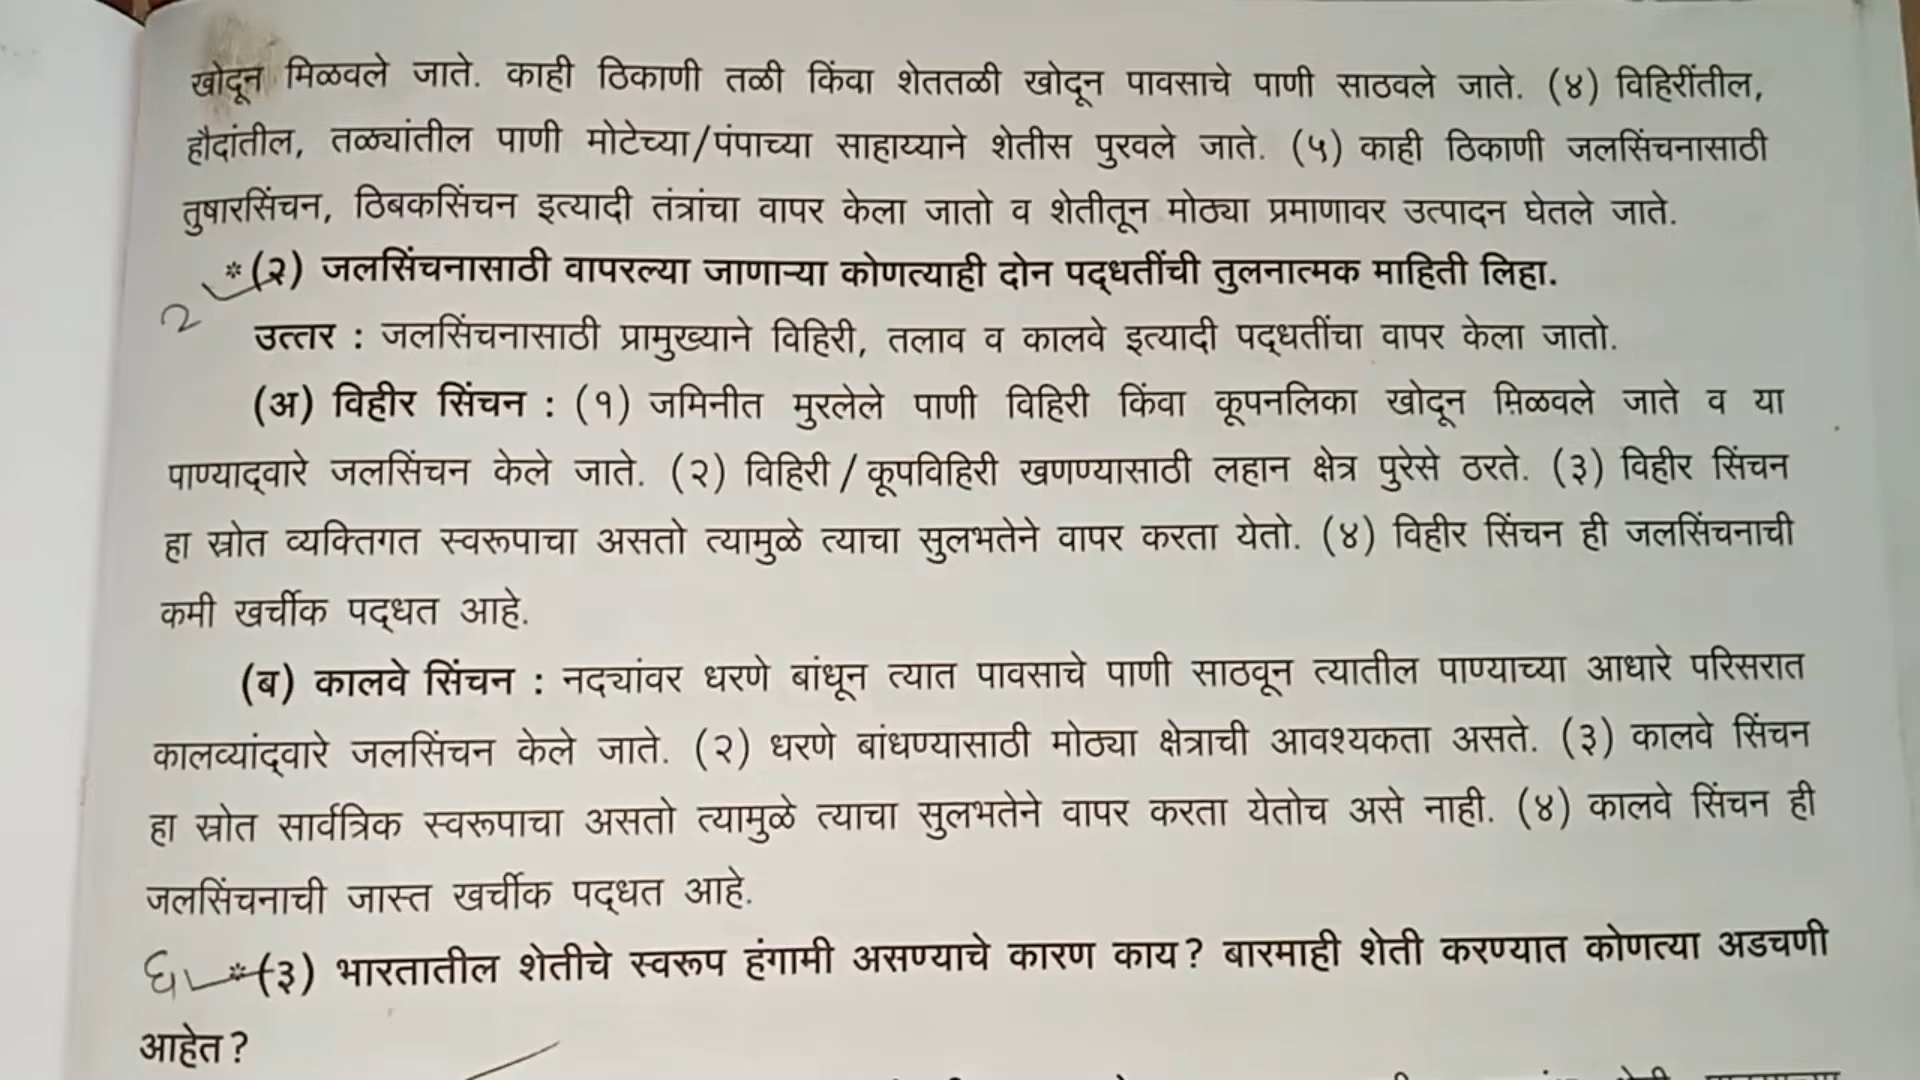 खोदून मिळवले जाते. काही ठिकाणी तळी किंवा शेततळी खोदून पावसाचे पाणी साठवले जाते. (४) विहिरींतील,
हौदांतील, तळ्यांतील पाणी मोटेच्या/पंपाच्या साहाय्याने शेतीस पुरवले जाते. (५) काही ठिकाणी जलसिंचनासाठी
तुषारसिंचन, ठिबकसिंचन इत्यादी तंत्रांचा वापर केला जातो व शेतीतून मोठ्या प्रमाणावर उत्पादन घेतले जाते.
*(२) जलसिंचनासाठी वापरल्या जाणाऱ्या कोणत्याही दोन पद्धतींची तुलनात्मक माहिती लिहा.
२
उत्तर : जलसिंचनासाठी प्रामुख्याने विहिरी, तलाव व कालवे इत्यादी पद्धतींचा वापर केला जातो.
(अ) विहीर सिंचन : (१) जमिनीत मुरलेले पाणी विहिरी किंवा कूपनलिका खोदून मिळवले जाते व या
पाण्याद्वारे जलसिंचन केले जाते. (२) विहिरी / कूपविहिरी खणण्यासाठी लहान क्षेत्र पुरेसे ठरते. (३) विहीर सिंचन
हा स्रोत व्यक्तिगत स्वरूपाचा असतो त्यामुळे त्याचा सुलभतेने वापर करता येतो. (४) विहीर सिंचन ही जलसिंचनाची
कमी खर्चीक पद्धत आहे.
(ब) कालवे सिंचन : नद्यांवर धरणे बांधून त्यात पावसाचे पाणी साठवून त्यातील पाण्याच्या आधारे परिसरात
कालव्यांद्वारे जलसिंचन केले जाते. (२) धरणे बांधण्यासाठी मोठ्या क्षेत्राची आवश्यकता असते. (३) कालवे सिंचन
हा स्रोत सार्वत्रिक स्वरूपाचा असतो त्यामुळे त्याचा सुलभतेने वापर करता येतोच असे नाही. (४) कालवे सिंचन ही
जलसिंचनाची जास्त खर्चीक पद्धत आहे.
६ *(३) भारतातील शेतीचे स्वरूप हंगामी असण्याचे कारण काय? बारमाही शेती करण्यात कोणत्या अडचणी
आहेत?